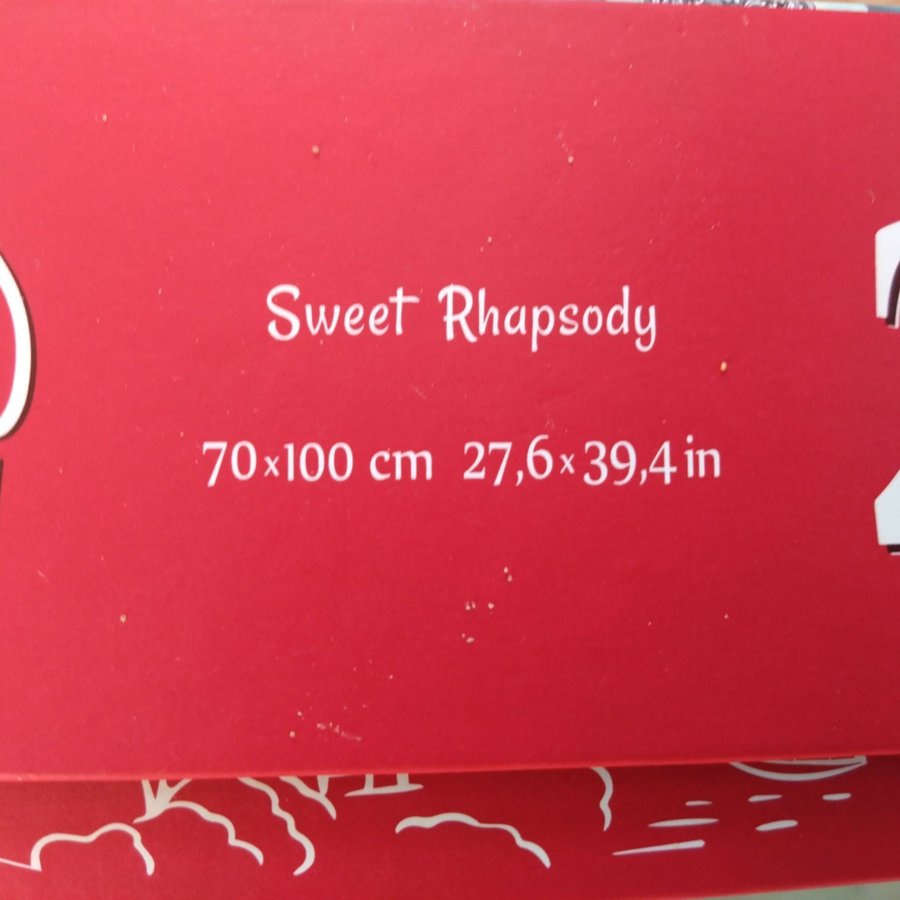 Sweet Rhapsody
70×100 cm 27,6×39,4 in